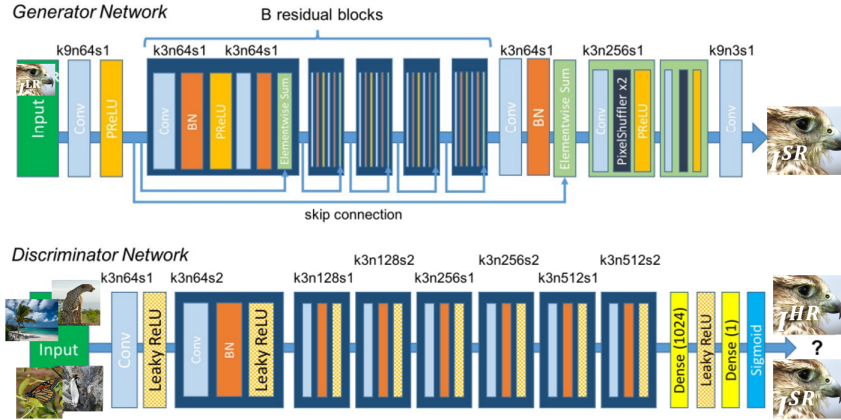 Generator Network
B residual blocks
k9n64s1
k3n64s1
k3n64s1
k3n64s1
k3n256s1
k9n3s1
I^LR
Input
Conv
PReLU
Conv
BN
PReLU
Elementwise Sum
Conv
BN
Elementwise Sum
Conv
PixelShuffler x2
PReLU
Conv
I^SR
skip connection
Discriminator Network
k3n64s1
k3n64s2
k3n128s1
k3n128s2
k3n256s1
k3n256s2
k3n512s1
k3n512s2
Input
Conv
Leaky ReLU
Conv
BN
Leaky ReLU
Dense (1024)
Leaky ReLU
Dense (1)
Sigmoid
I^HR
?
I^SR